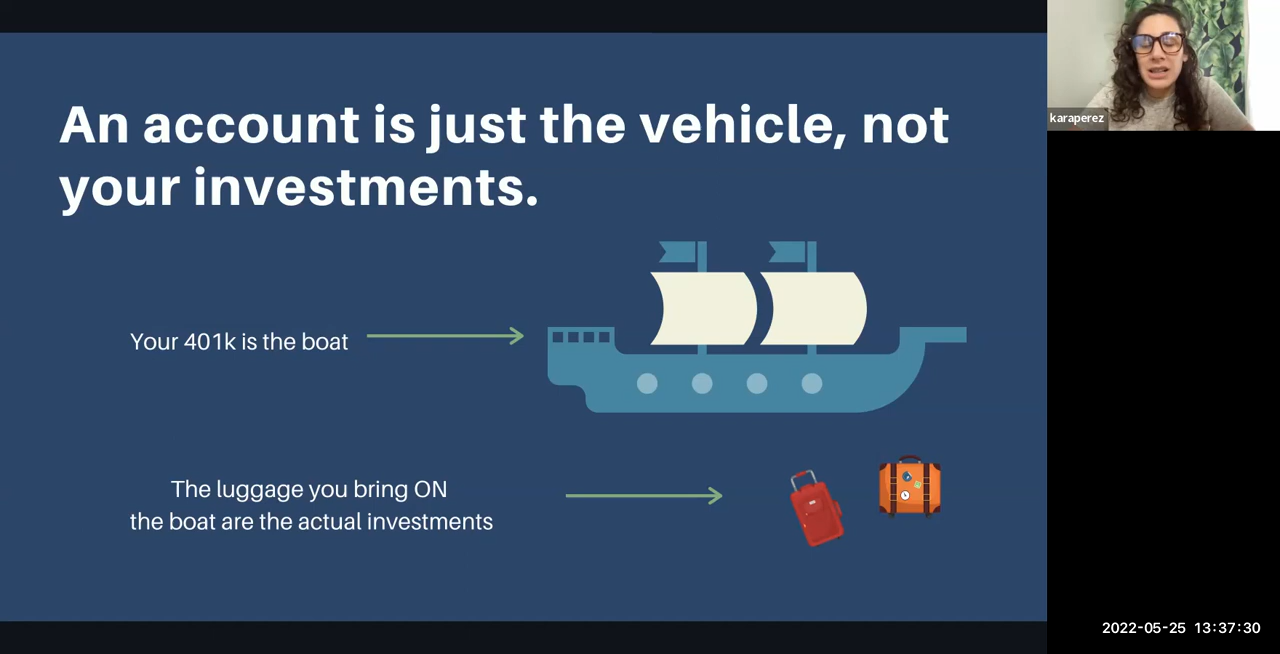 An account is just the vehicle, not
your investments.
Your 401k is the boat
The luggage you bring ON
the boat are the actual investments
karaperez
2022-05-25 13:37:30